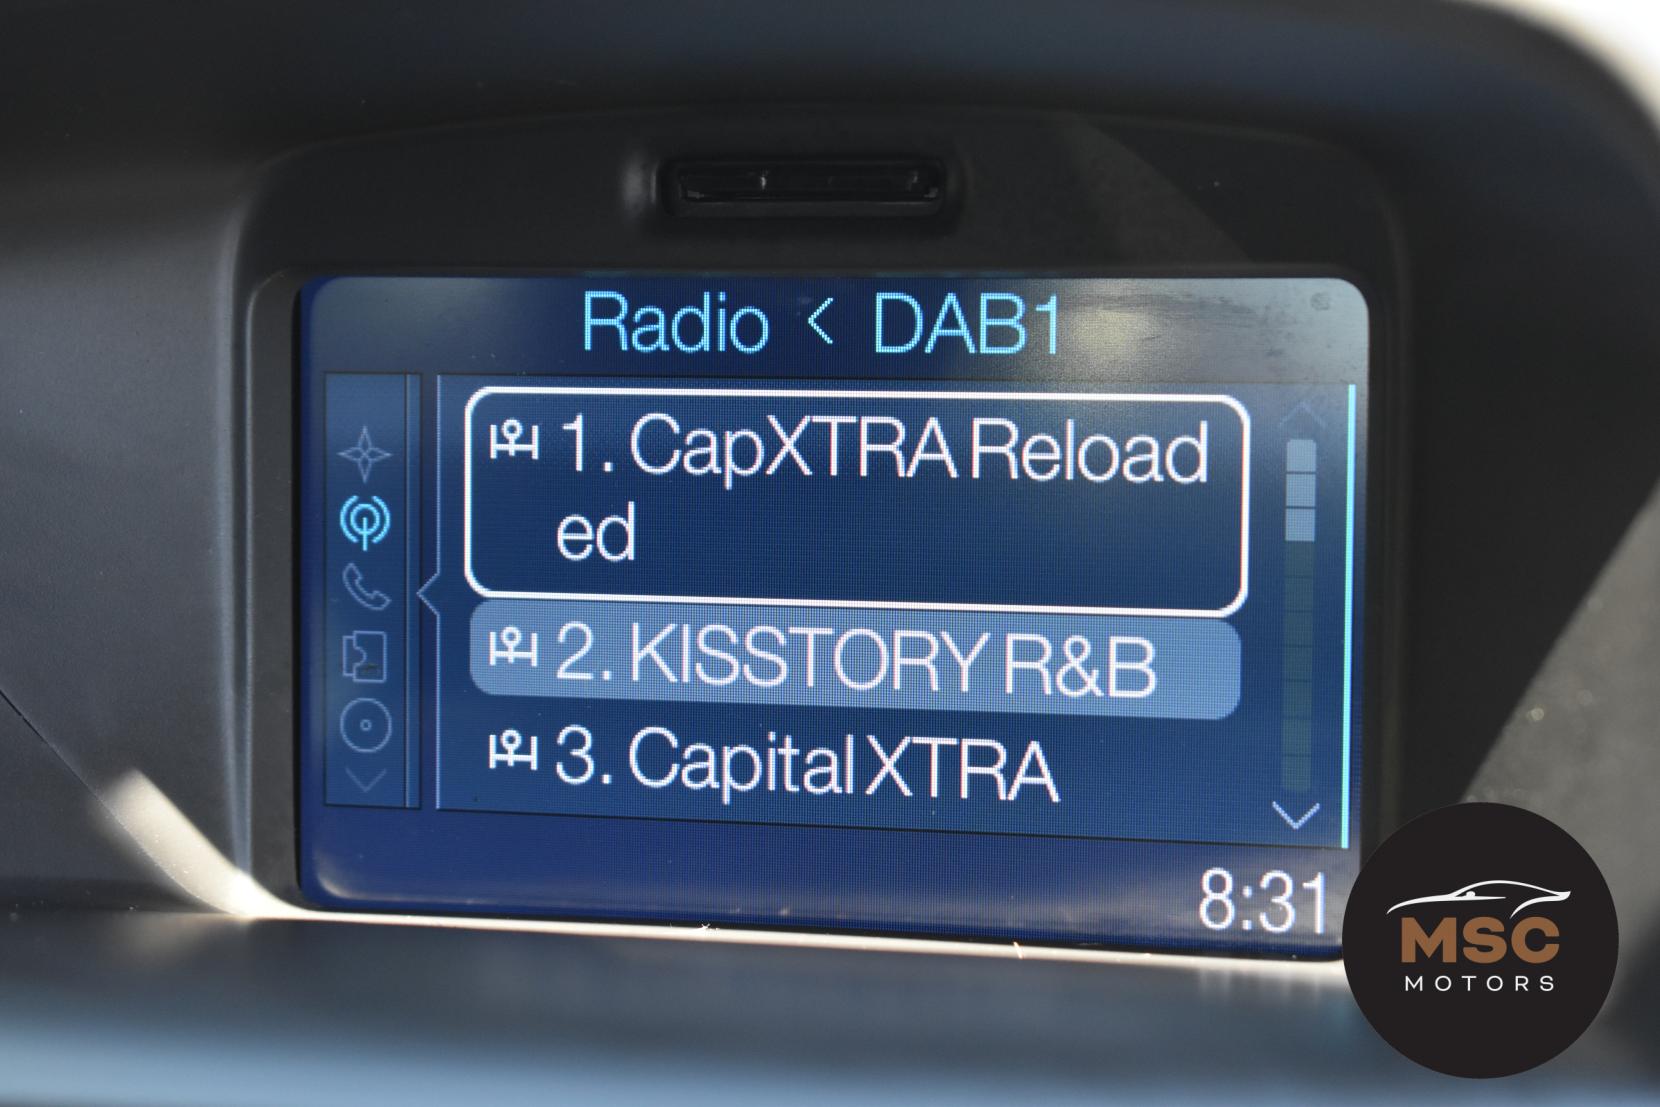 Radio < DAB1
1. CapXTRA Reload
ed
2. KISSTORY R&B
3. Capital XTRA
8:31
MSC
MOTORS